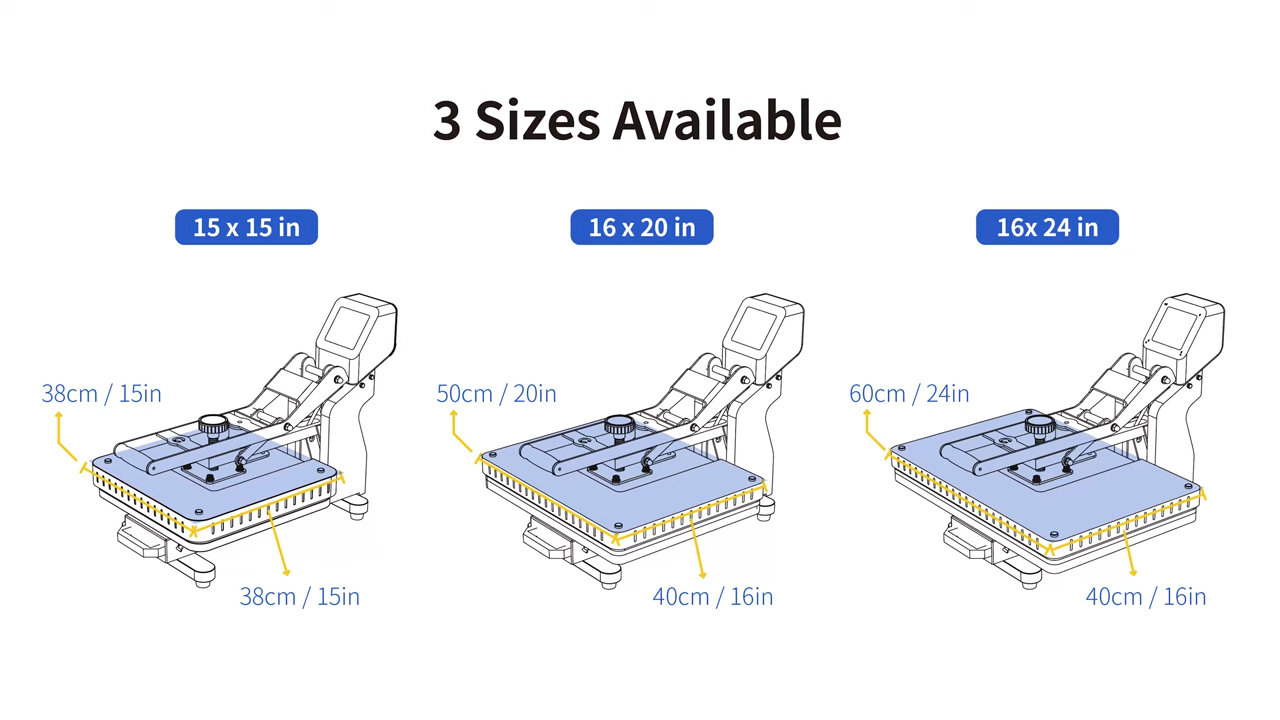 3 Sizes Available
15 x 15 in
16 x 20 in
16x 24 in
38cm / 15in
50cm / 20in
60cm / 24in
38cm / 15in
40cm / 16in
40cm / 16in